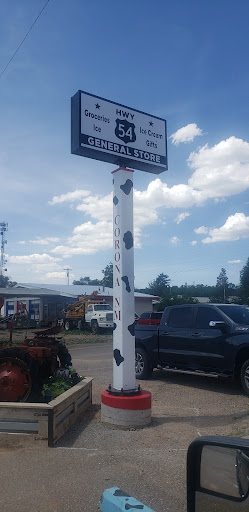 HWY
Groceries
Ice
54
Ice Cream
Gifts
GENERAL STORE
CORONA NM